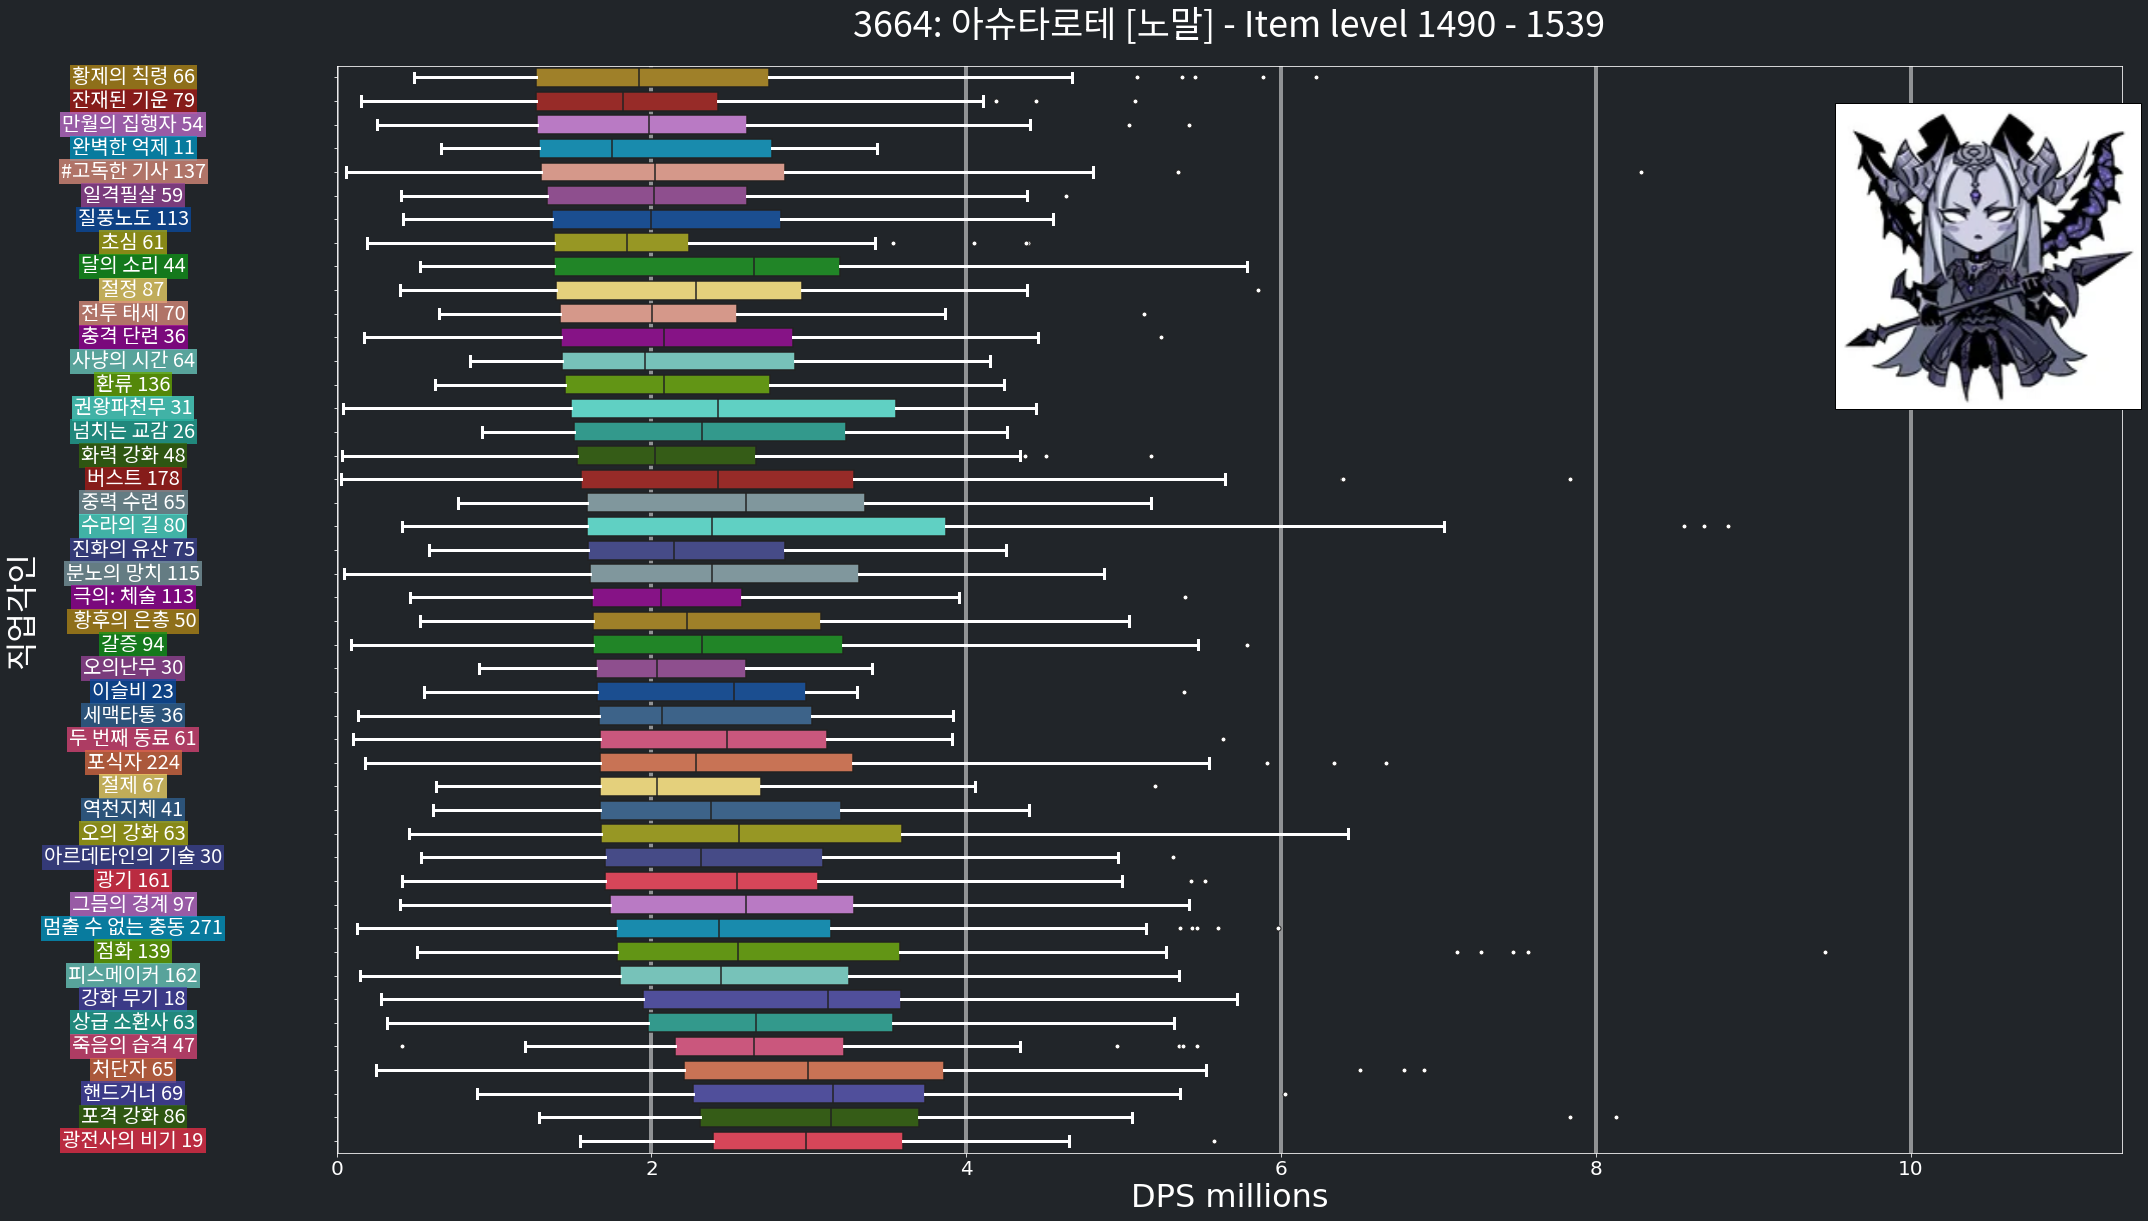 3664: 아슈타로테 [노말] - Item level 1490 - 1539
황제의 칙령 66
잔재된 기운 79
만월의 집행자 54
완벽한 억제 11
#고독한 기사 137
일격필살 59
질풍노도 113
초심 61
달의 소리 44
절정 87
전투 태세 70
충격 단련 36
사냥의 시간 64
환류 136
권왕파천무 31
넘치는 교감 26
화력 강화 48
버스트 178
중력 수련 65
수라의 길 80
진화의 유산 75
분노의 망치 115
극의: 체술 113
황후의 은총 50
갈증 94
오의난무 30
이슬비 23
세맥타통 36
두 번째 동료 61
포식자 224
절제 67
역천지체 41
오의 강화 63
아르데타인의 기술 30
광기 161
그믐의 경계 97
멈출 수 없는 충동 271
점화 139
피스메이커 162
강화 무기 18
상급 소환사 63
죽음의 습격 47
처단자 65
핸드거너 69
포격 강화 86
광전사의 비기 19
직업각인
0 2 4 6 8 10
DPS millions